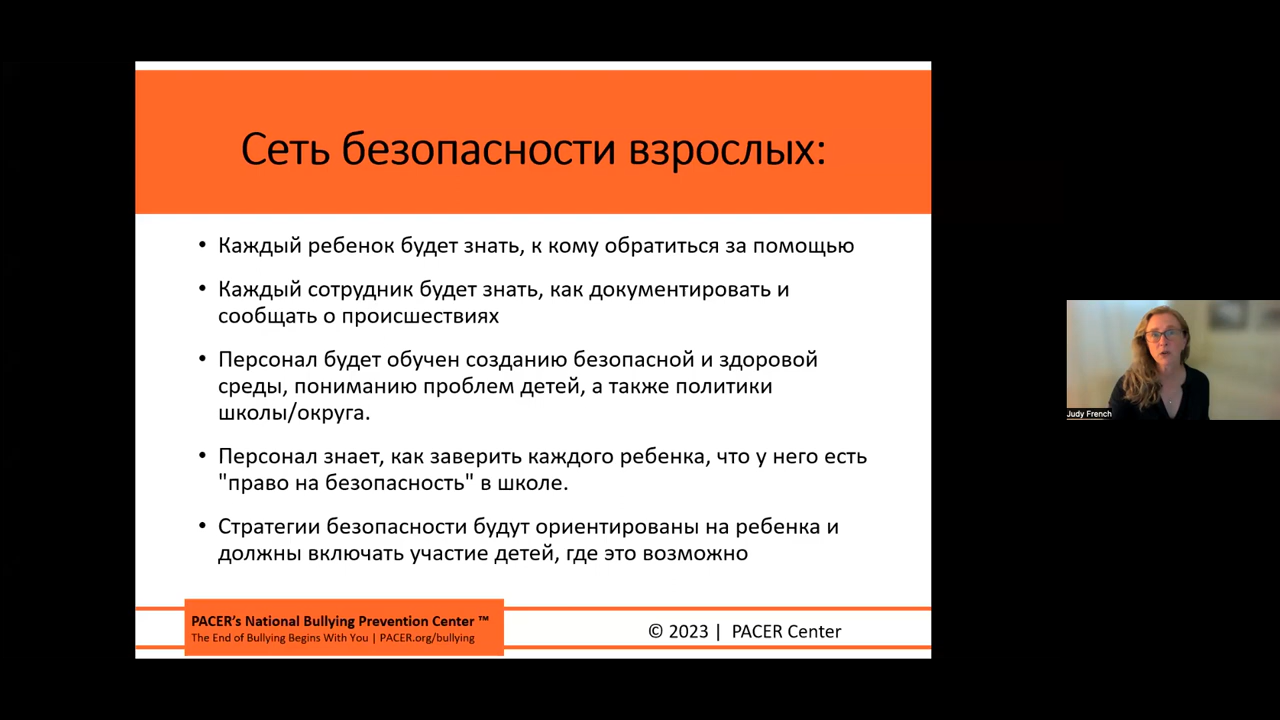 Сеть безопасности взрослых:
• Каждый ребенок будет знать, к кому обратиться за помощью
• Каждый сотрудник будет знать, как документировать и
сообщать о происшествиях
• Персонал будет обучен созданию безопасной и здоровой
среды, пониманию проблем детей, а также политики
школы/округа.
• Персонал знает, как заверить каждого ребенка, что у него есть
"право на безопасность" в школе.
• Стратегии безопасности будут ориентированы на ребенка и
должны включать участие детей, где это возможно
PACER’s National Bullying Prevention Center ™
The End of Bullying Begins With You | PACER.org/bullying
© 2023 | PACER Center
Judy French